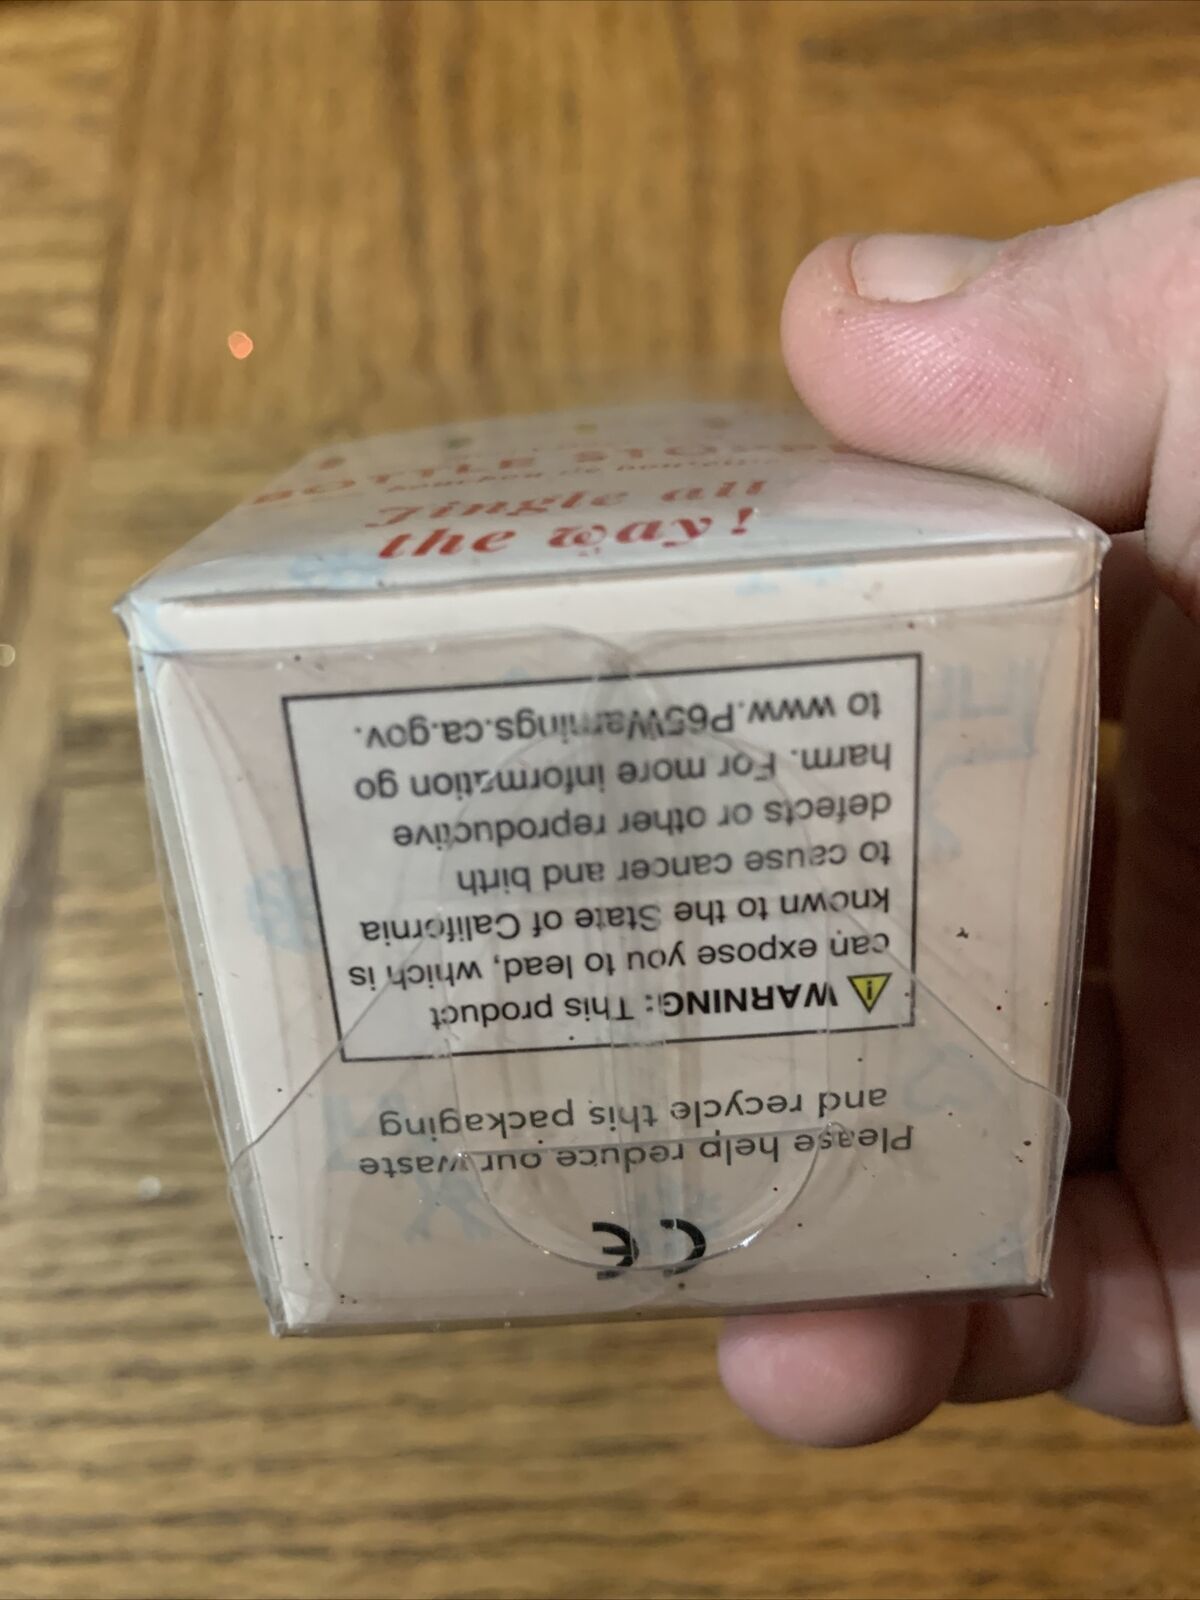 BOTTLE STOPPE
Jingle all
the way!
CE
Please help reduce our waste
and recycle this packaging
WARNING: This product
can expose you to lead, which is
known to the State of California
to cause cancer and birth
defects or other reproductive
harm. For more information go
to www.P65Warnings.ca.gov.